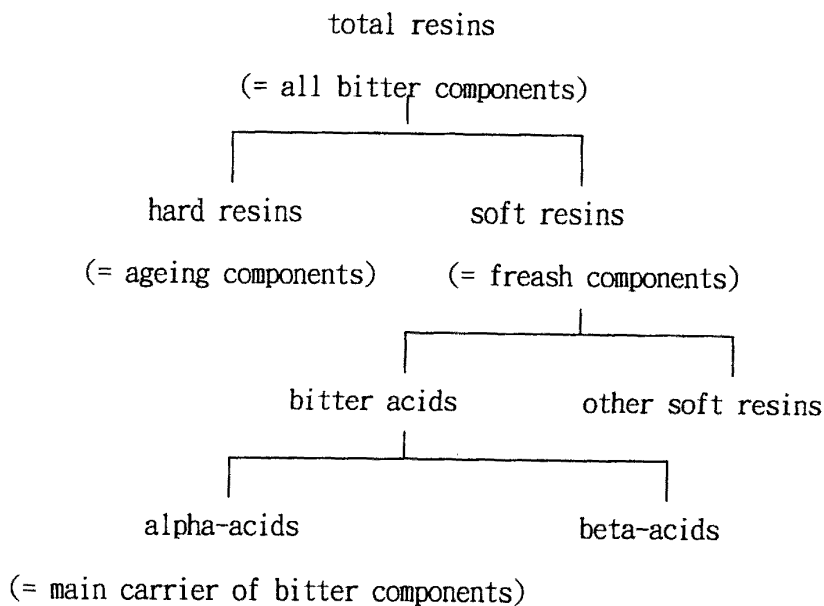 total resins
(= all bitter components)
hard resins soft resins
(= ageing components) (= freash components)
bitter acids other soft resins
alpha-acids beta-acids
(= main carrier of bitter components)